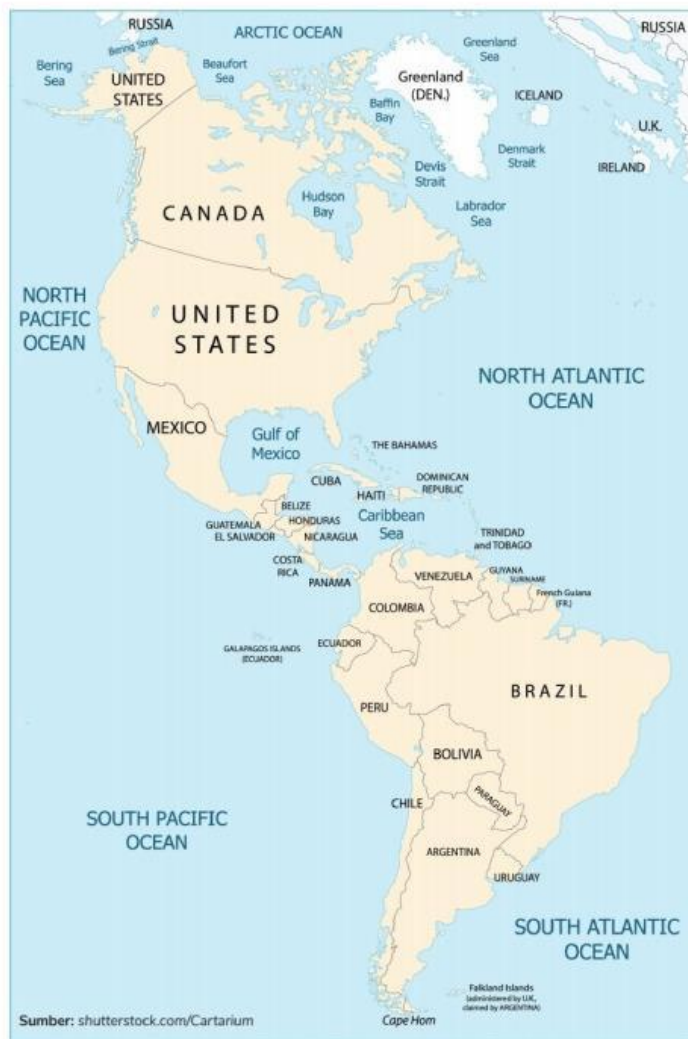 RUSSIA
ARCTIC OCEAN
Greenland
Sea
RUSSIA
Bering Strait
Bering
Sea
Beaufort
Sea
UNITED
STATES
Greenland
(DEN.)
ICELAND
Baffin
Bay
U.K.
Denmark
Strait
IRELAND
Devis
Strait
Hudson
Bay
Labrador
Sea
CANADA
NORTH
PACIFIC
OCEAN
UNITED
STATES
NORTH ATLANTIC
OCEAN
MEXICO
Gulf of
Mexico
THE BAHAMAS
CUBA
DOMINICAN
REPUBLIC
HAITI
BELIZE
Caribbean
Sea
GUATEMALA
HONDURAS
EL SALVADOR
NICARAGUA
TRINIDAD
and TOBAGO
COSTA
RICA
PANAMA
VENEZUELA
GUYANA
SURINAME
French Guiana
(FR.)
COLOMBIA
GALAPAGOS ISLANDS
(ECUADOR)
ECUADOR
BRAZIL
PERU
BOLIVIA
PARAGUAY
CHILE
SOUTH PACIFIC
OCEAN
ARGENTINA
URUGUAY
SOUTH ATLANTIC
OCEAN
Falkland Islands
(administered by U.K.,
claimed by ARGENTINA)
Sumber: shutterstock.com/Cartarium
Cape Horn